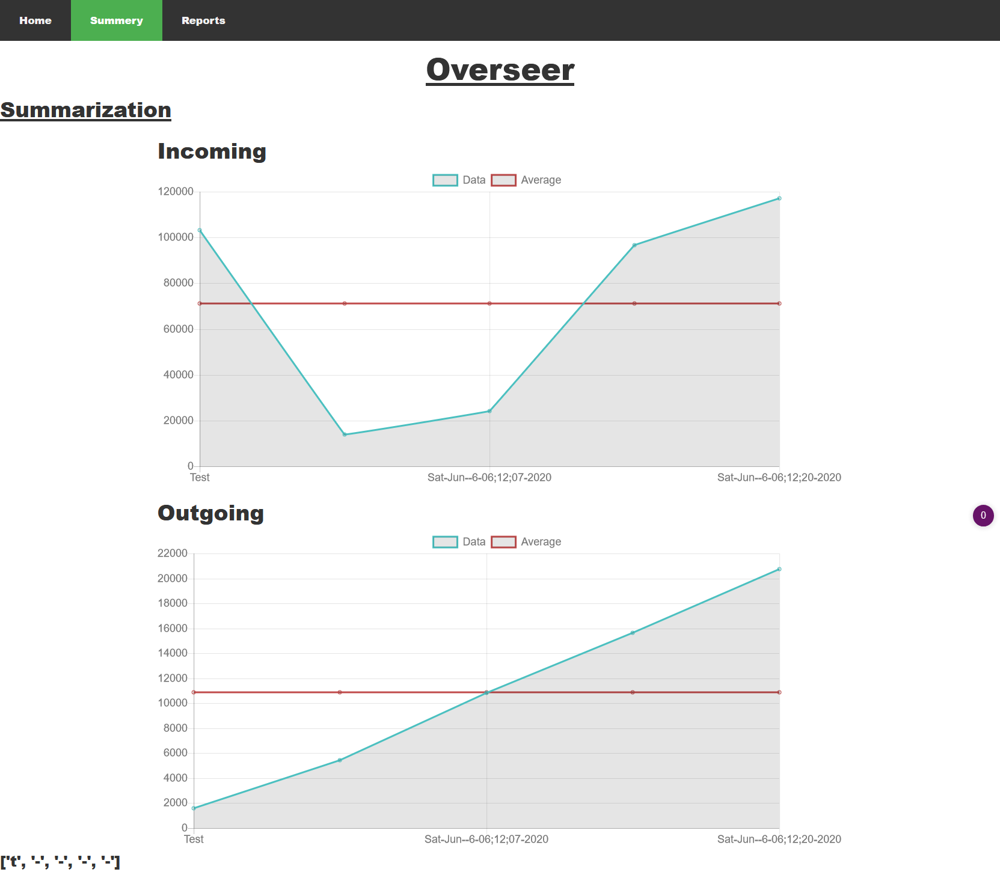 Home Summery Reports
Overseer
Summarization
Incoming
Data Average
120000
100000
80000
60000
40000
20000
0
Test Sat-Jun--6-06;12;07-2020 Sat-Jun--6-06;12;20-2020
Outgoing
0
Data Average
22000
20000
18000
16000
14000
12000
10000
8000
6000
4000
2000
0
Test Sat-Jun--6-06;12;07-2020 Sat-Jun--6-06;12;20-2020
['t', '-', '-', '-', '-']